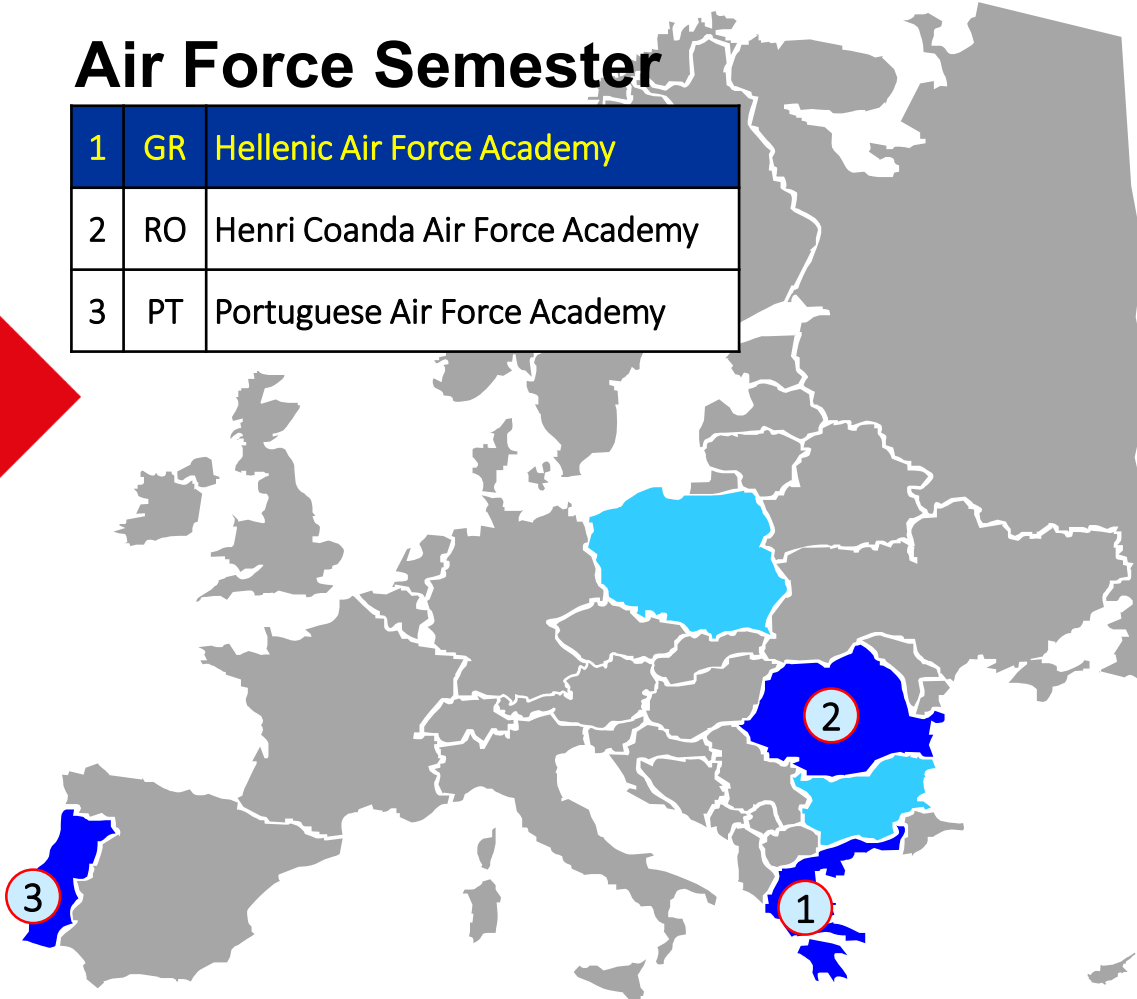 Air Force Semester
1 GR Hellenic Air Force Academy
2 RO Henri Coanda Air Force Academy
3 PT Portuguese Air Force Academy
2
3
1